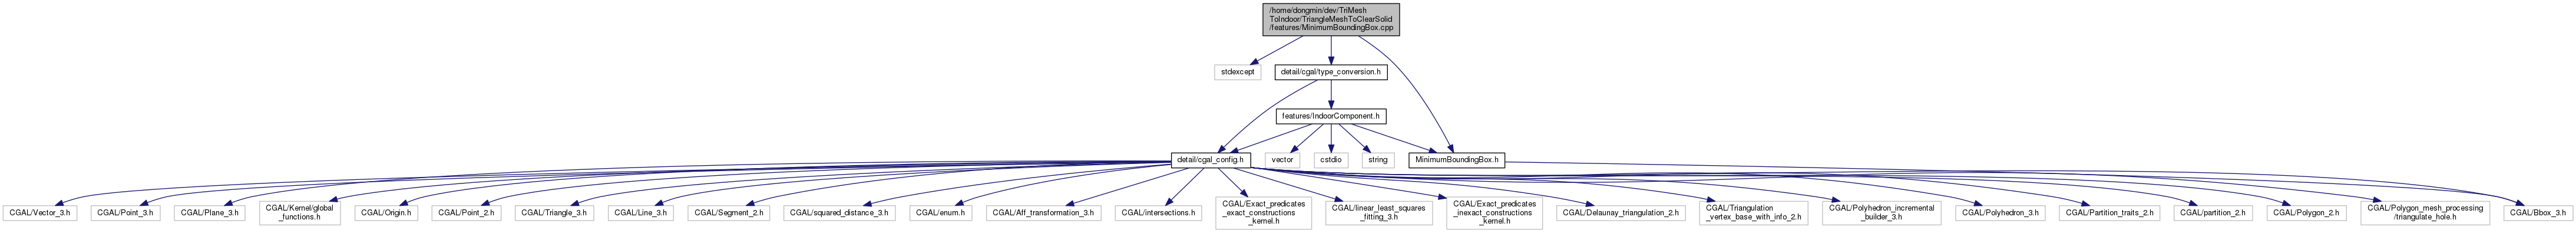 /home/dongmin/dev/TriMesh
ToIndoor/TriangleMeshToClearSolid
/features/MinimumBoundingBox.cpp
stdexcept
detail/cgal/type_conversion.h
features/IndoorComponent.h
detail/cgal_config.h
vector
cstdio
string
MinimumBoundingBox.h
CGAL/Vector_3.h
CGAL/Point_3.h
CGAL/Plane_3.h
CGAL/Kernel/global
_functions.h
CGAL/Origin.h
CGAL/Point_2.h
CGAL/Triangle_3.h
CGAL/Line_3.h
CGAL/Segment_2.h
CGAL/squared_distance_3.h
CGAL/enum.h
CGAL/Aff_transformation_3.h
CGAL/intersections.h
CGAL/Exact_predicates
_exact_constructions
_kernel.h
CGAL/linear_least_squares
_fitting_3.h
CGAL/Exact_predicates
_inexact_constructions
_kernel.h
CGAL/Delaunay_triangulation_2.h
CGAL/Triangulation
_vertex_base_with_info_2.h
CGAL/Polyhedron_incremental
_builder_3.h
CGAL/Polyhedron_3.h
CGAL/Partition_traits_2.h
CGAL/partition_2.h
CGAL/Polygon_2.h
CGAL/Polygon_mesh_processing
/triangulate_hole.h
CGAL/Bbox_3.h